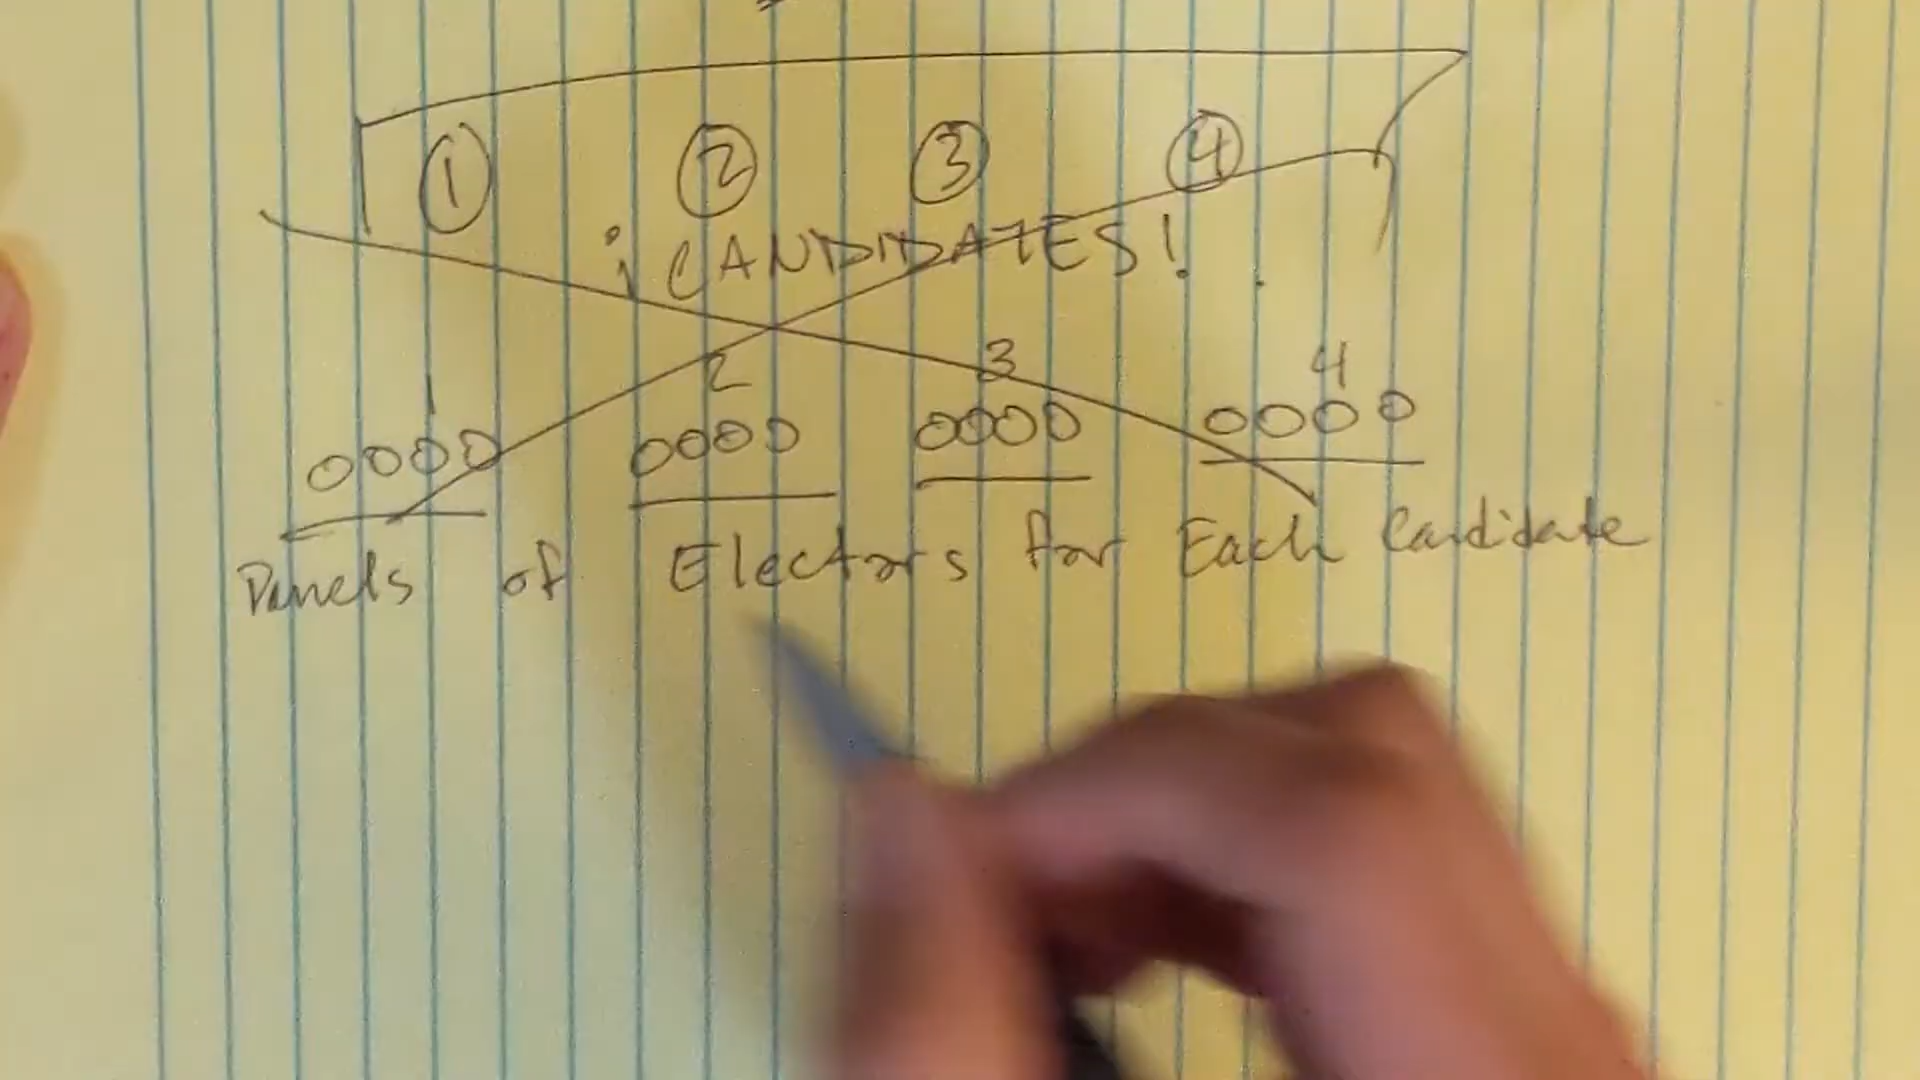 1 2 3 4
¡CANDIDATES!
1 2 3 4
0000 0000 0000 0000
Panels of Electors for Each Candidate